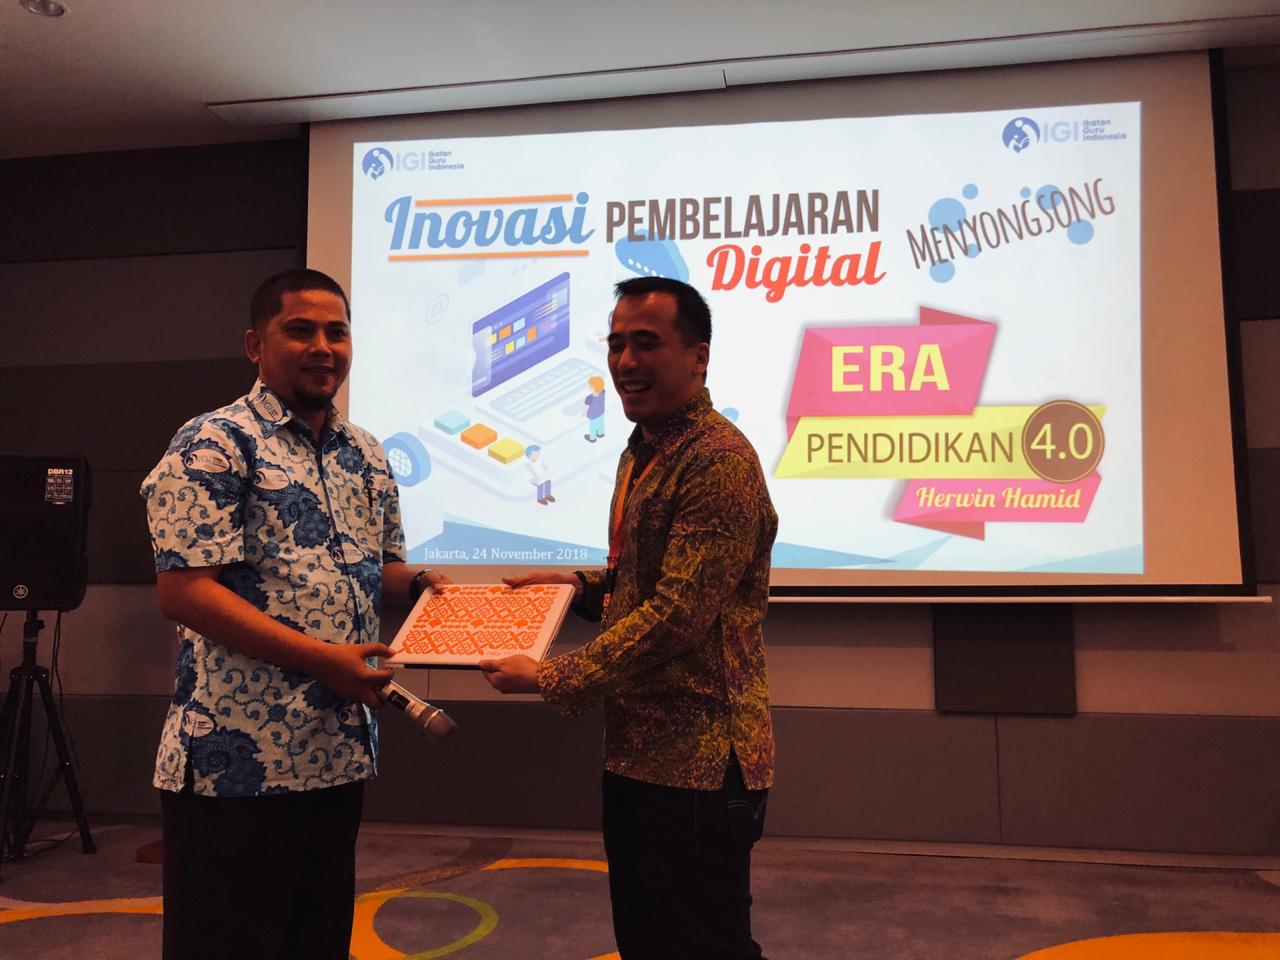 IGI Ikatan
Guru
Indonesia
IGI Ikatan
Guru
Indonesia
Inovasi PEMBELAJARAN
Digital
MENYONGSONG
ERA
PENDIDIKAN 4.0
Herwin Hamid
Jakarta, 24 November 2018
DBR12
IGI